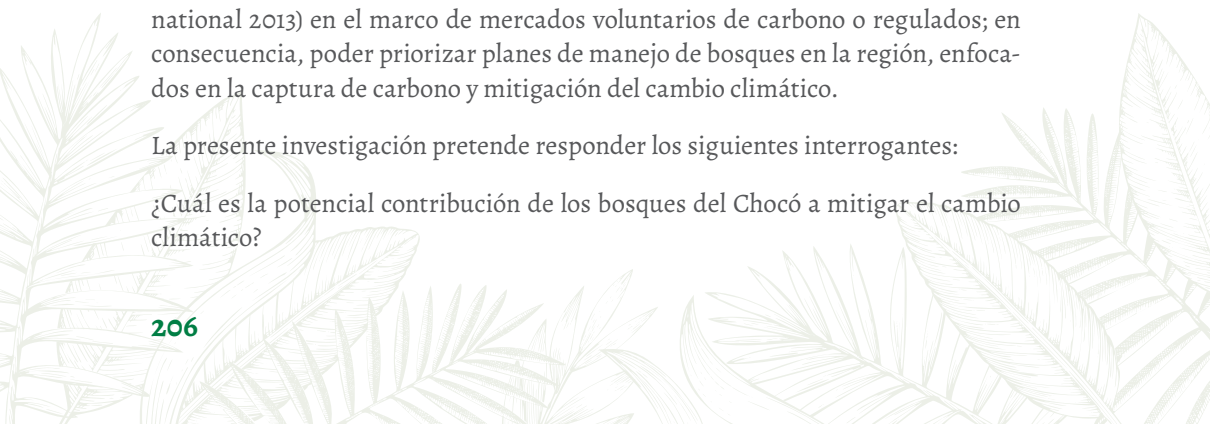 national 2013) en el marco de mercados voluntarios de carbono o regulados; en
consecuencia, poder priorizar planes de manejo de bosques en la región, enfoca-
dos en la captura de carbono y mitigación del cambio climático.
La presente investigación pretende responder los siguientes interrogantes:
¿Cuál es la potencial contribución de los bosques del Chocó a mitigar el cambio
climático?
206